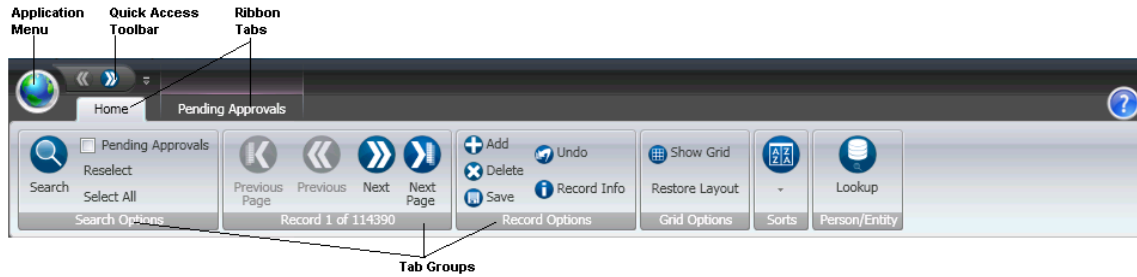 Application Menu
Quick Access Toolbar
Ribbon Tabs
Home
Pending Approvals
?
Search
Pending Approvals
Reselect
Select All
Search Options
Previous Page
Previous
Next
Next Page
Record 1 of 114390
Add
Delete
Save
Undo
Record Info
Record Options
Show Grid
Restore Layout
Grid Options
A Z
Z A
Sorts
Lookup
Person/Entity
Tab Groups